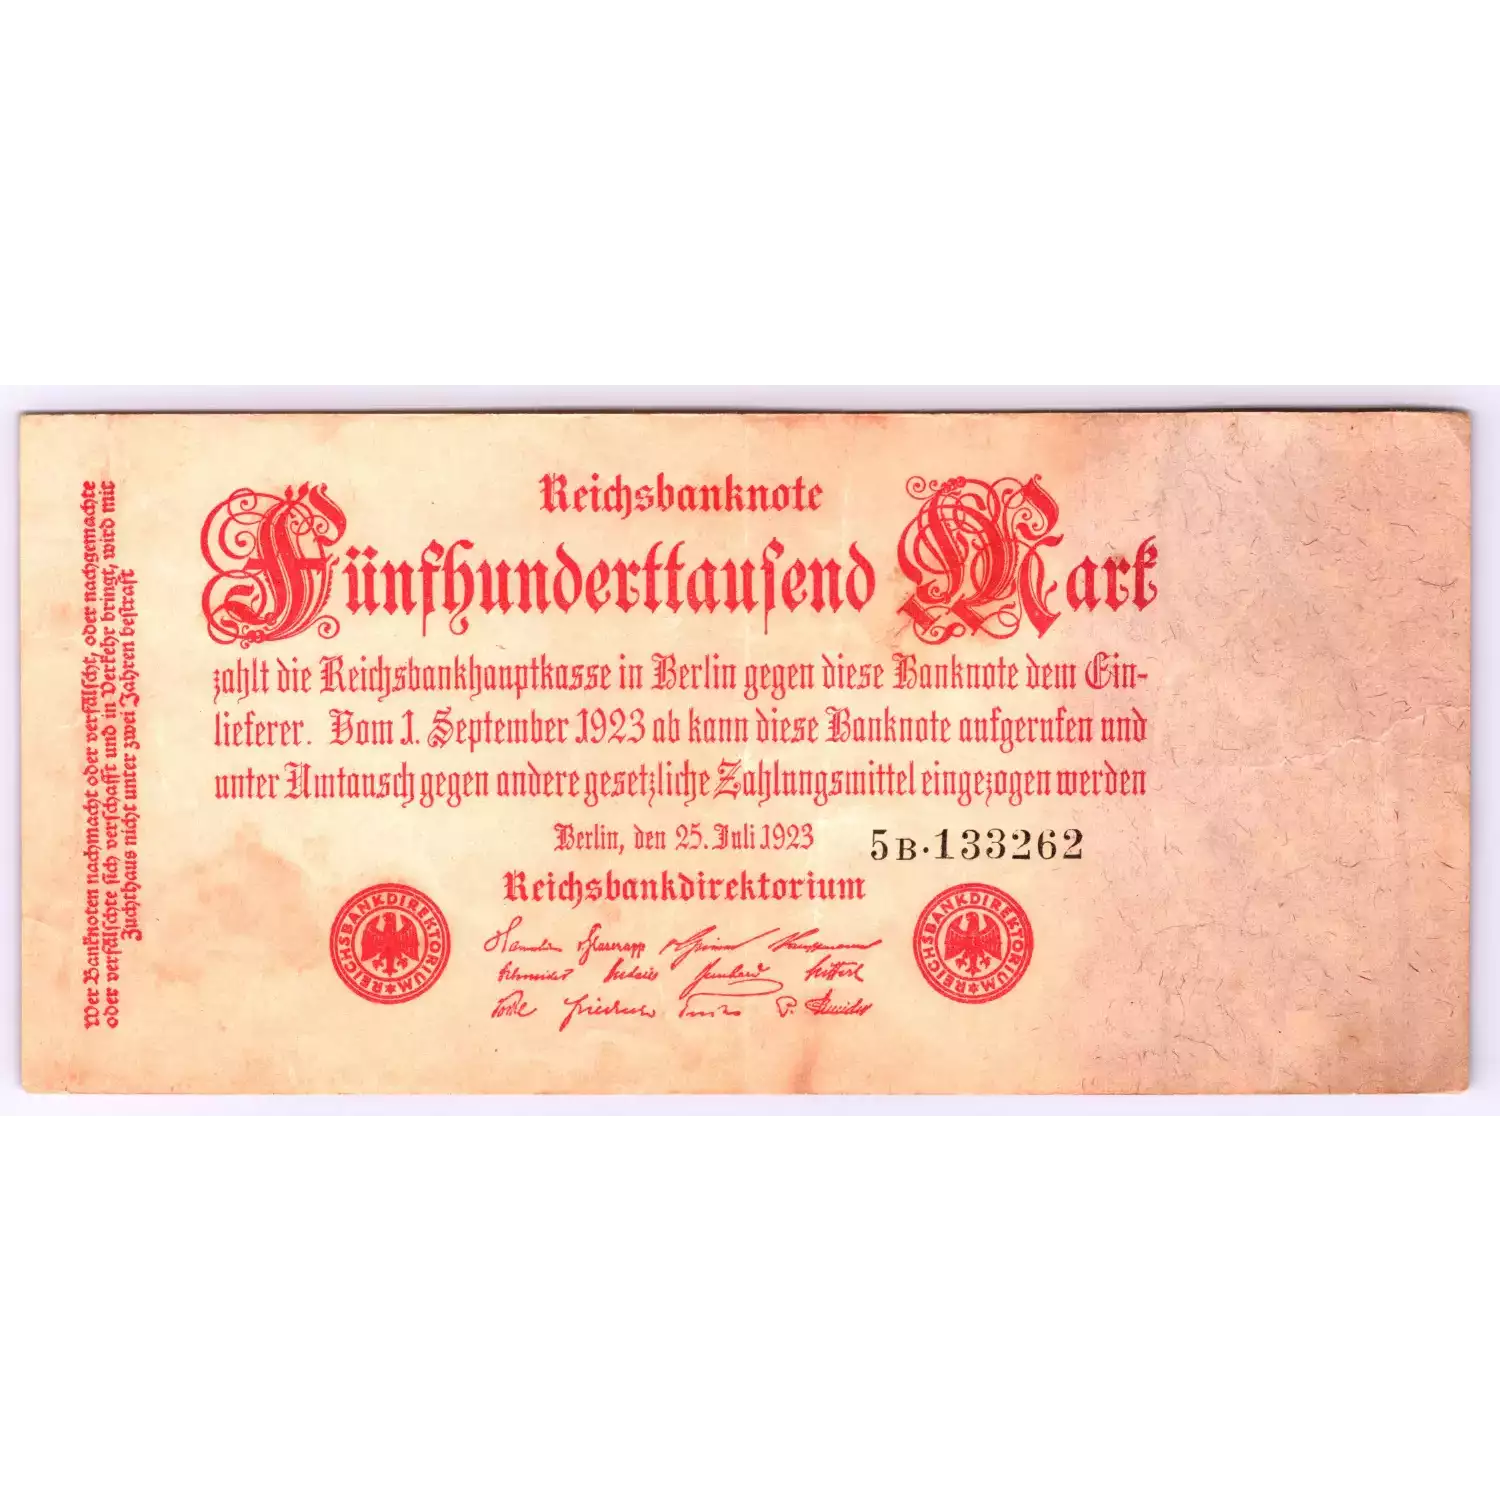 Reichsbanknote
Fünfhunderttausend Mark
zahlt die Reichsbankhauptkasse in Berlin gegen diese Banknote dem Ein-
lieferer. Vom 1. September 1923 ab kann diese Banknote aufgerufen und
unter Umtausch gegen andere gesetzliche Zahlungsmittel eingezogen werden
Berlin, den 25. Juli 1923
5B·133262
Reichsbankdirektorium
REICHSBANKDIREKTORIUM
REICHSBANKDIREKTORIUM
Wer Banknoten nachmacht oder verfälscht, oder nachgemachte
oder verfälschte sich verschafft und in Verkehr bringt, wird mit
Zuchthaus nicht unter zwei Jahren bestraft